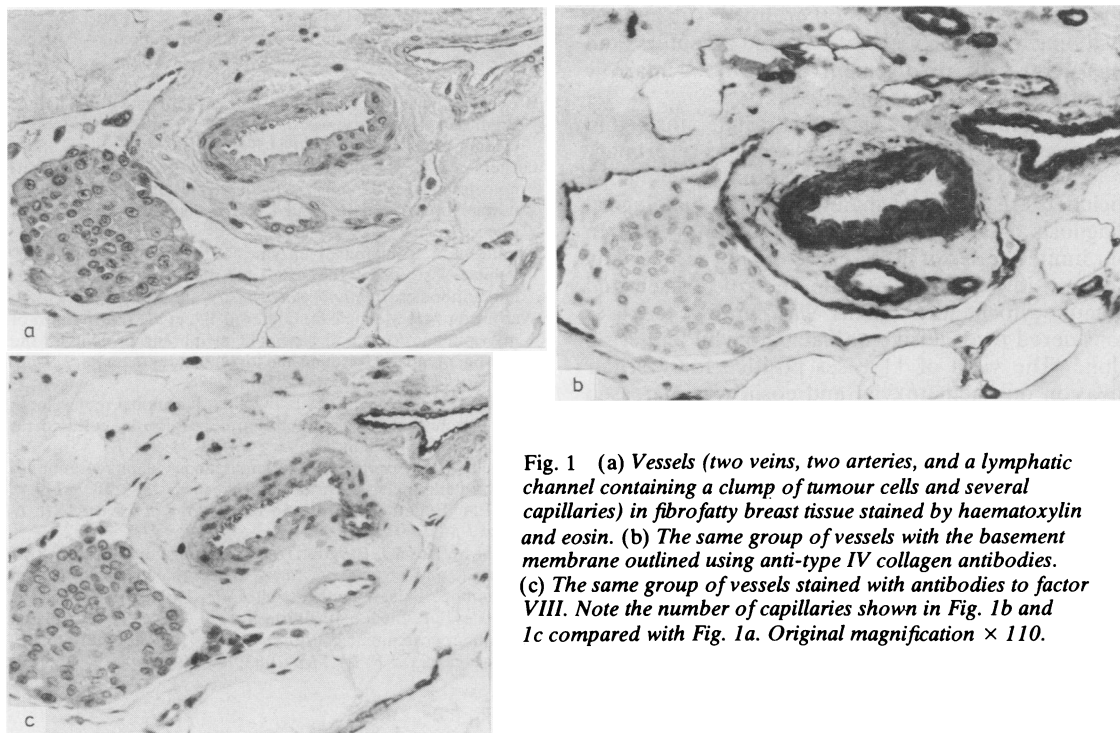 a
b
c
Fig. 1 (a) Vessels (two veins, two arteries, and a lymphatic
channel containing a clump of tumour cells and several
capillaries) in fibrofatty breast tissue stained by haematoxylin
and eosin. (b) The same group of vessels with the basement
membrane outlined using anti-type IV collagen antibodies.
(c) The same group of vessels stained with antibodies to factor
VIII. Note the number of capillaries shown in Fig. 1b and
1c compared with Fig. 1a. Original magnification × 110.